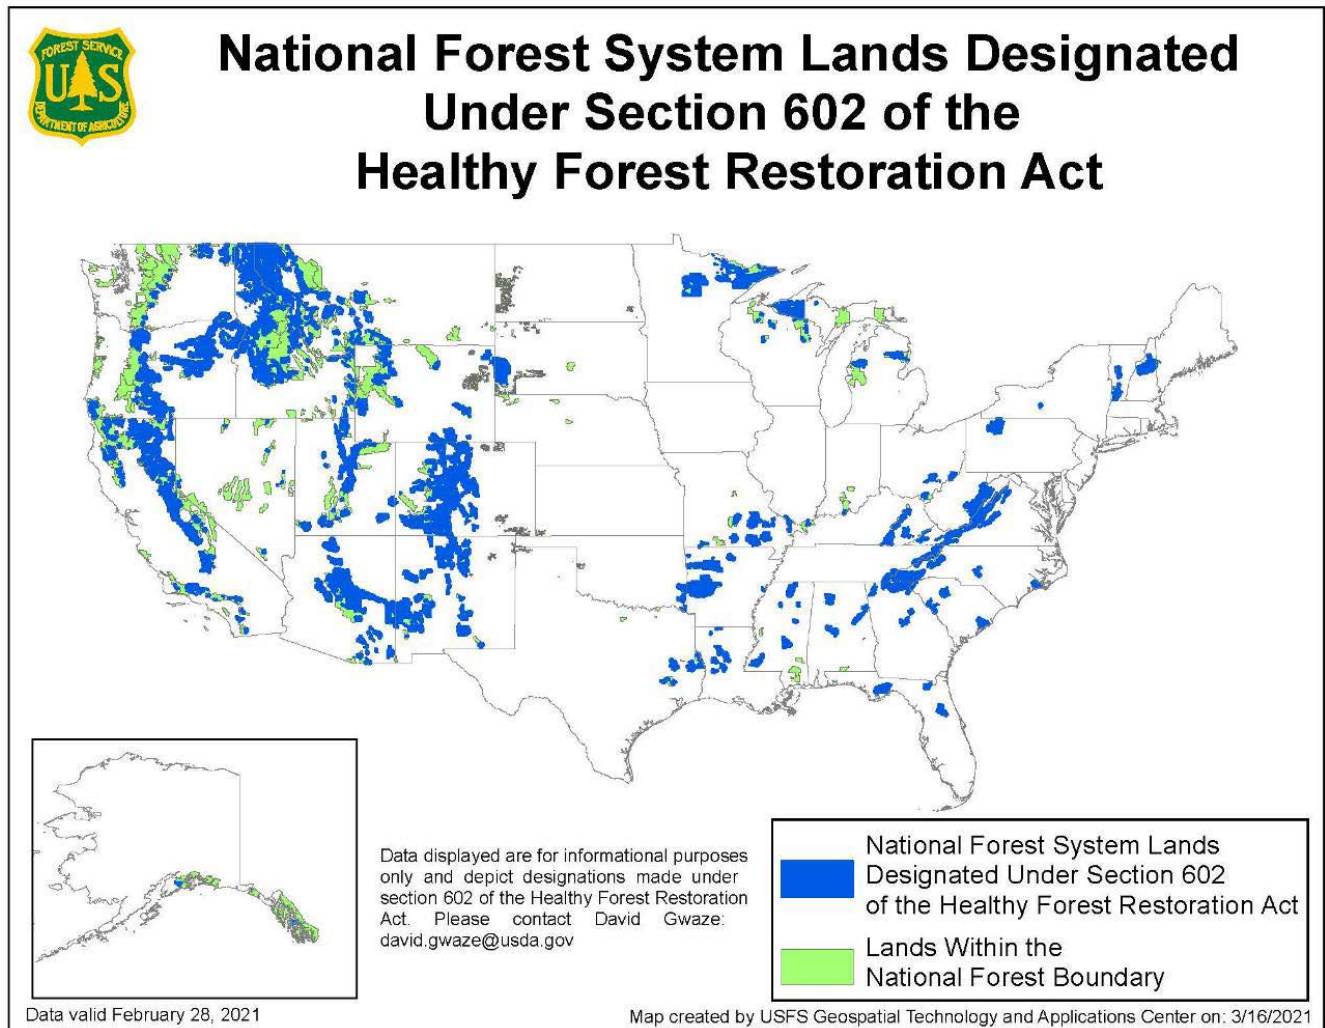 FOREST SERVICE
US
DEPARTMENT OF AGRICULTURE
National Forest System Lands Designated
Under Section 602 of the
Healthy Forest Restoration Act
Data displayed are for informational purposes
only and depict designations made under
section 602 of the Healthy Forest Restoration
Act. Please contact David Gwaze:
david.gwaze@usda.gov
National Forest System Lands
Designated Under Section 602
of the Healthy Forest Restoration Act
Lands Within the
National Forest Boundary
Data valid February 28, 2021
Map created by USFS Geospatial Technology and Applications Center on: 3/16/2021